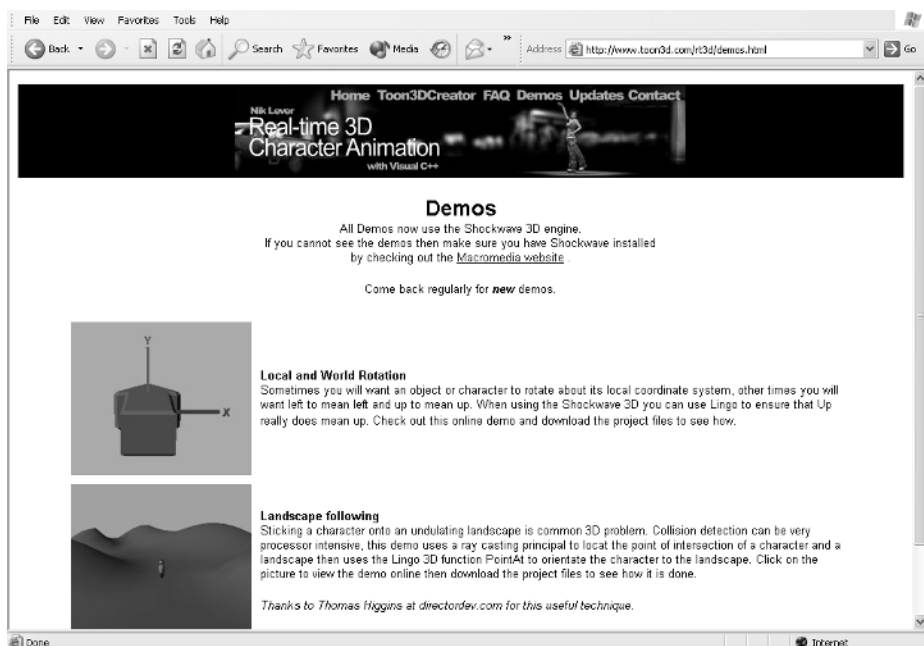 File Edit View Favorites Tools Help
Back Search Favorites Media » Address http://www.toon3d.com/rt3d/demos.html Go
Home Toon3DCreator FAQ Demos Updates Contact
Nik Lever
Real-time 3D
Character Animation
with Visual C++
Demos
All Demos now use the Shockwave 3D engine.
If you cannot see the demos then make sure you have Shockwave installed
by checking out the Macromedia website .
Come back regularly for new demos.
Y
X
Local and World Rotation
Sometimes you will want an object or character to rotate about its local coordinate system, other times you will
want left to mean left and up to mean up. When using the Shockwave 3D you can use Lingo to ensure that Up
really does mean up. Check out this online demo and download the project files to see how.
Landscape following
Sticking a character onto an undulating landscape is common 3D problem. Collision detection can be very
processor intensive, this demo uses a ray casting principal to locat the point of intersection of a character and a
landscape then uses the Lingo 3D function PointAt to orientate the character to the landscape. Click on the
picture to view the demo online then download the project files to see how it is done.
Thanks to Thomas Higgins at directordev.com for this useful technique.
Done Internet